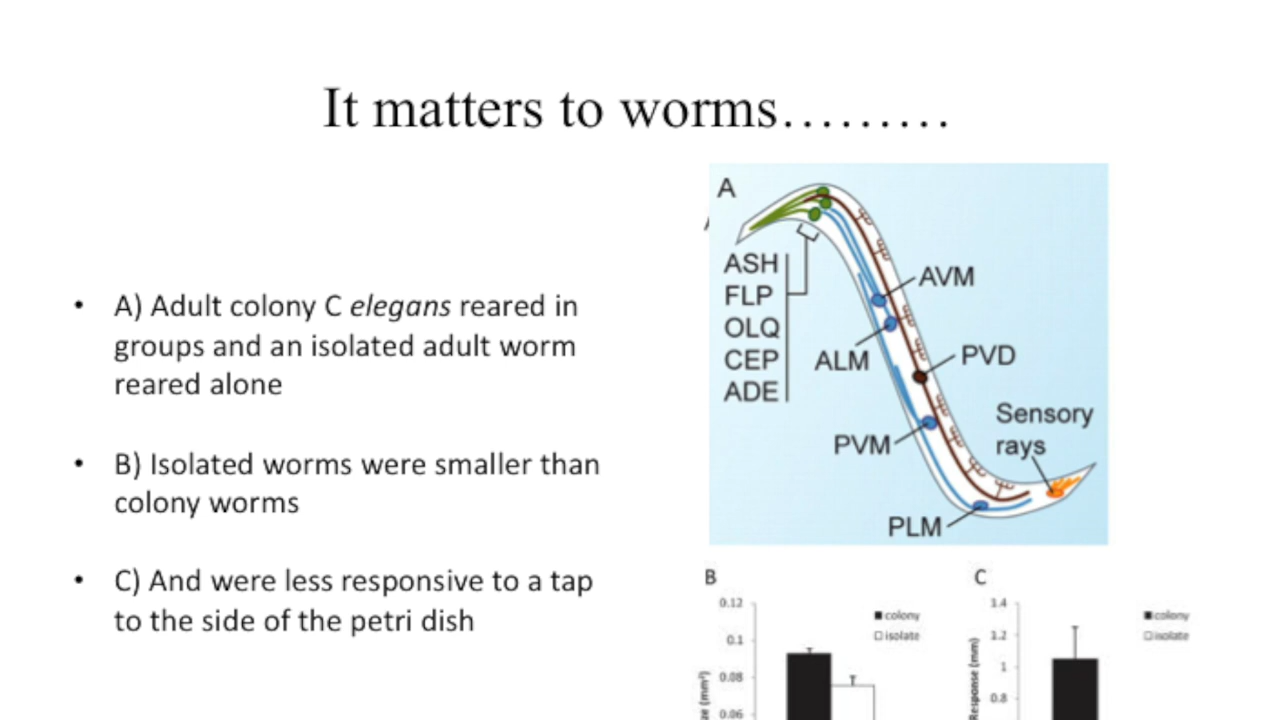 It matters to worms………
• A) Adult colony C elegans reared in
groups and an isolated adult worm
reared alone
• B) Isolated worms were smaller than
colony worms
• C) And were less responsive to a tap
to the side of the petri dish
A
ASH
FLP
OLQ
CEP
ADE
AVM
ALM
PVD
PVM
Sensory
rays
PLM
B
0.12
0.1
0.08
0.06
(mm²)
colony
isolate
C
1.4
1.2
1
0.8
Response (mm)
colony
isolate